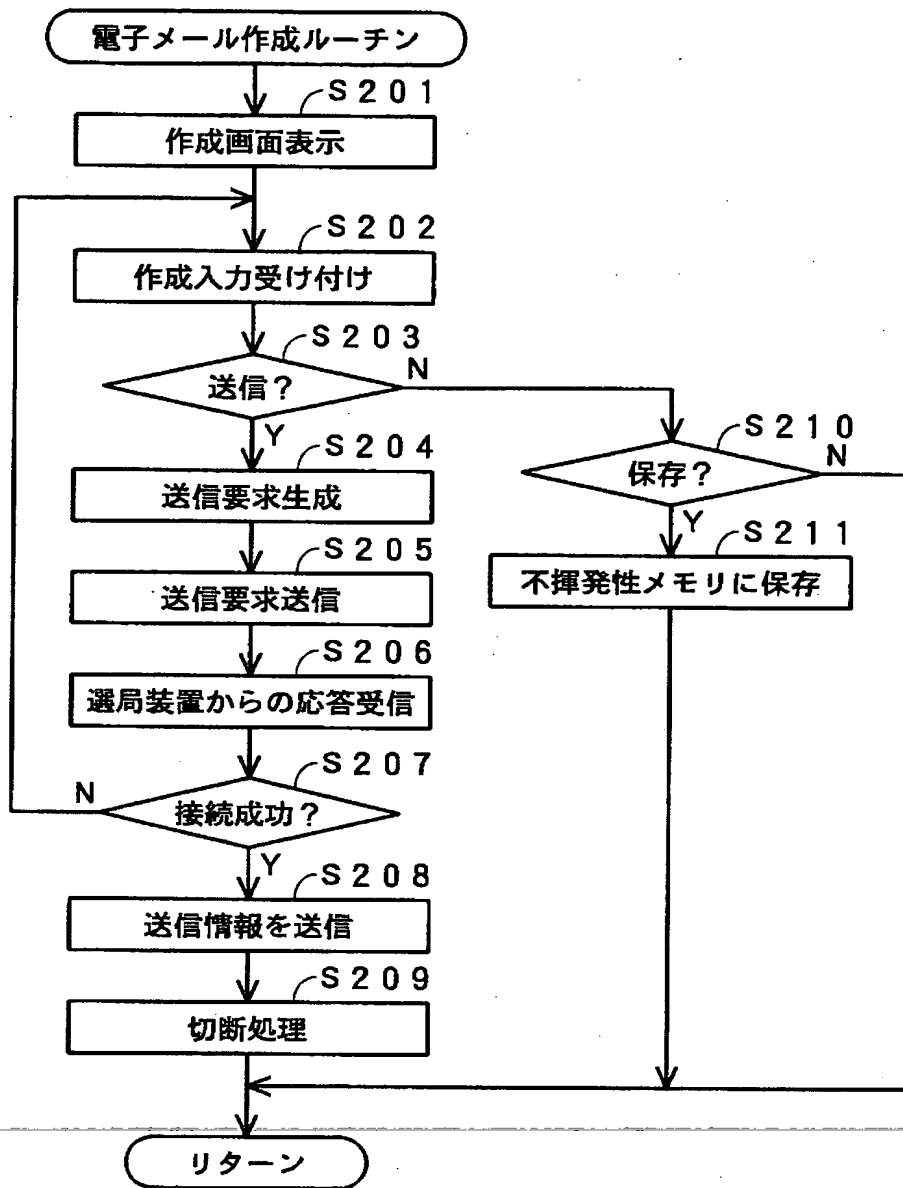 電子メール作成ルーチン
S201
作成画面表示
S202
作成入力受け付け
S203
送信?
N
Y
S204
送信要求生成
S205
送信要求送信
S206
選局装置からの応答受信
S207
接続成功?
N
Y
S208
送信情報を送信
S209
切断処理
S210
保存?
N
Y
S211
不揮発性メモリに保存
リターン